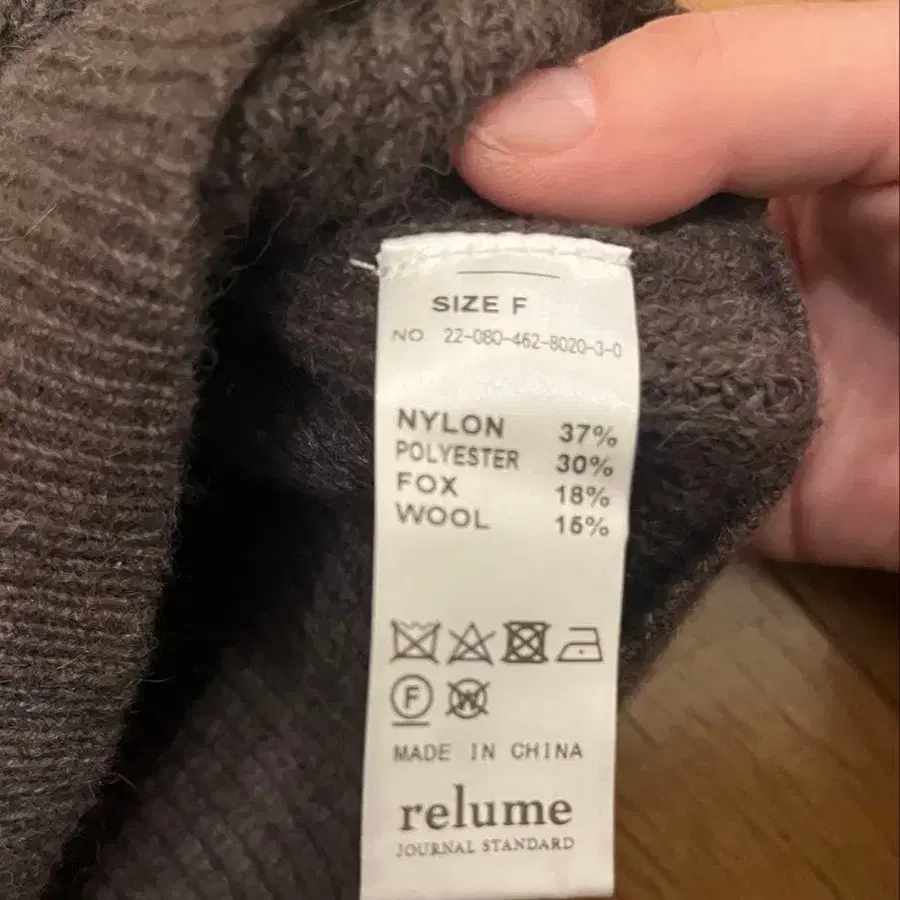 SIZE F
NO 22-080-462-8020-3-0
NYLON 37%
POLYESTER 30%
FOX 18%
WOOL 15%
F W
MADE IN CHINA
relume
JOURNAL STANDARD